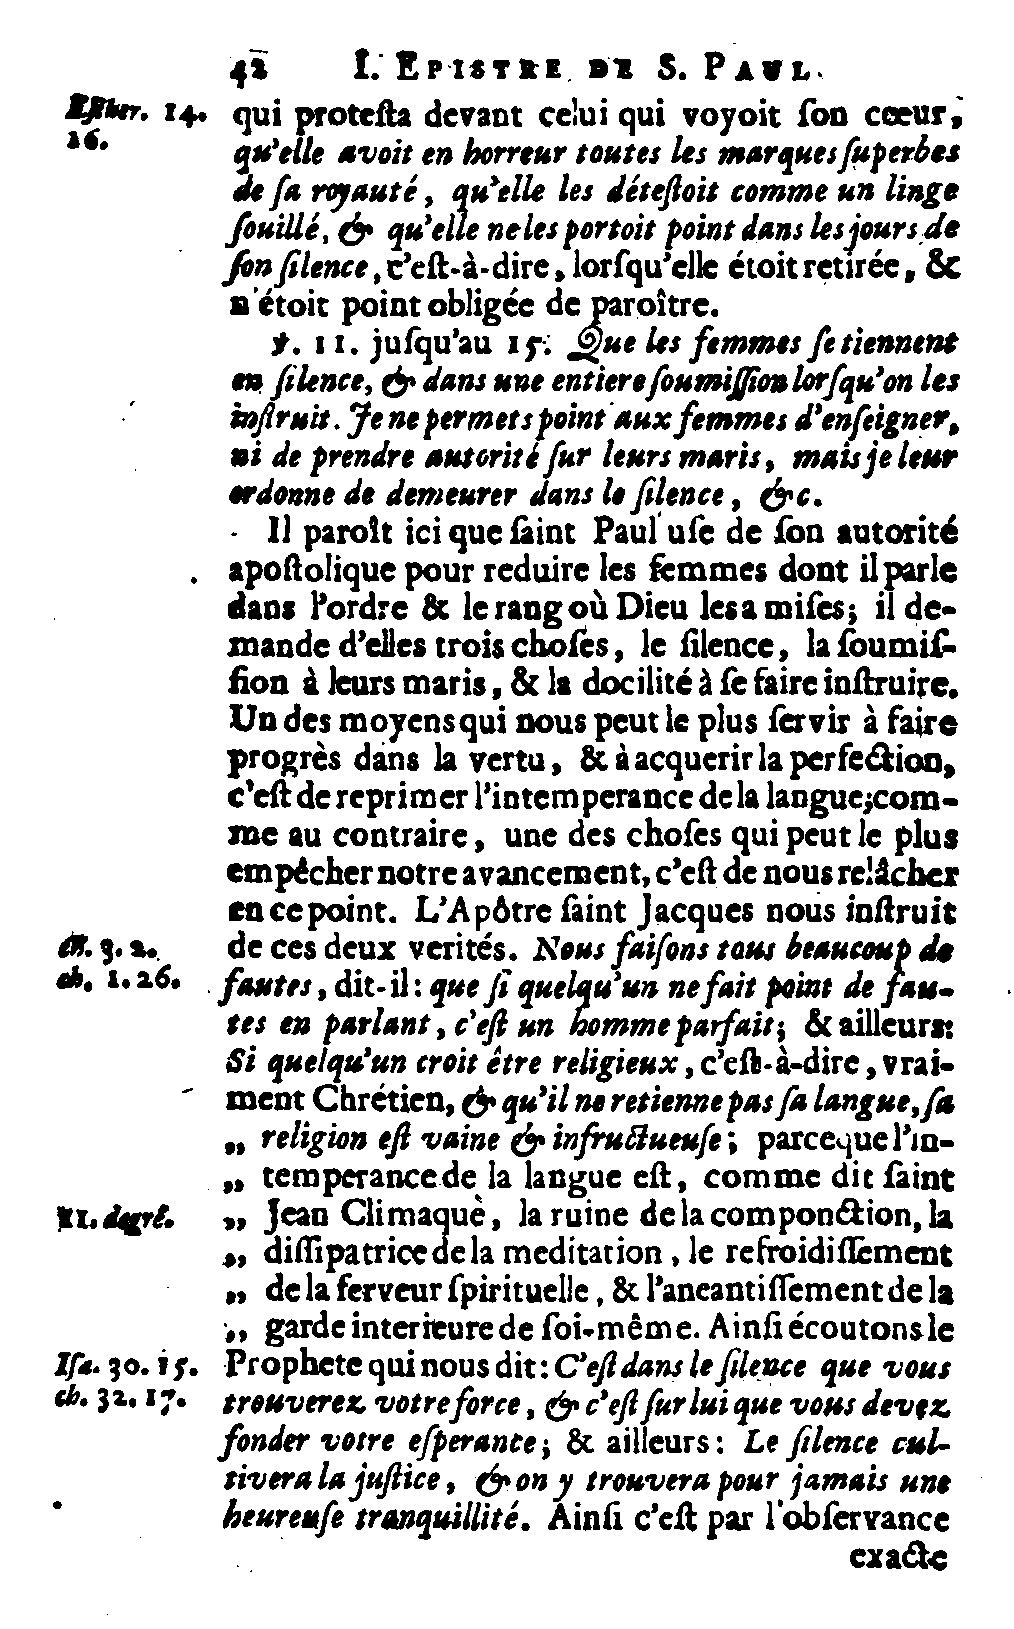 42 I. EPISTRE DE S. PAUL.
Esther. 14. qui protesta devant celui qui voyoit ſon cœur,
16. qu'elle avoit en horreur toutes les marques ſuperbes
de ſa royauté, qu'elle les déteſtoit comme un linge
ſouillé, & qu'elle ne les portoit point dans les jours de
ſon ſilence, c'eſt-à-dire, lorſqu'elle étoit retirée, &
n'étoit point obligée de paroître.
℣. 11. juſqu'au 15. Que les femmes ſe tiennent
en ſilence, & dans une entiere ſoumiſſion lorſqu'on les
inſtruit. Je ne permets point aux femmes d'enſeigner,
ni de prendre autorité ſur leurs maris, mais je leur
ordonne de demeurer dans le ſilence, &c.
Il paroît ici que ſaint Paul uſe de ſon autorité
apoſtolique pour reduire les femmes dont il parle
dans l'ordre & le rang où Dieu les a miſes; il de-
mande d'elles trois choſes, le ſilence, la ſoumiſ-
ſion à leurs maris, & la docilité à ſe faire inſtruire.
Un des moyens qui nous peut le plus ſervir à faire
progrès dans la vertu, & à acquerir la perfection,
c'eſt de reprimer l'intemperance de la langue; com-
me au contraire, une des choſes qui peut le plus
empêcher notre avancement, c'eſt de nous relâcher
en ce point. L'Apôtre ſaint Jacques nous inſtruit
ch. 3. 2. de ces deux verités. Nous faiſons tous beaucoup de
ch. 1. 26. fautes, dit-il: que ſi quelqu'un ne fait point de fau-
tes en parlant, c'eſt un homme parfait; & ailleurs:
Si quelqu'un croit être religieux, c'eſt-à-dire, vrai-
ment Chrétien, & qu'il ne retienne pas ſa langue, ſa
„ religion eſt vaine & infructueuſe; parceque l'in-
„ temperance de la langue eſt, comme dit ſaint
11. degré. „ Jean Climaque, la ruine de la componction, la
„ diſſipatrice de la meditation, le refroidiſſement
„ de la ferveur ſpirituelle, & l'aneantiſſement de la
„ garde interieure de ſoi-même. Ainſi écoutons le
Iſa. 30. 15. Prophete qui nous dit: C'eſt dans le ſilence que vous
ch. 32. 17. trouverez votre force, & c'eſt ſur lui que vous devez
fonder votre eſperance; & ailleurs: Le ſilence cul-
tivera la juſtice, & on y trouvera pour jamais une
heureuſe tranquillité. Ainſi c'eſt par l'obſervance
exacte